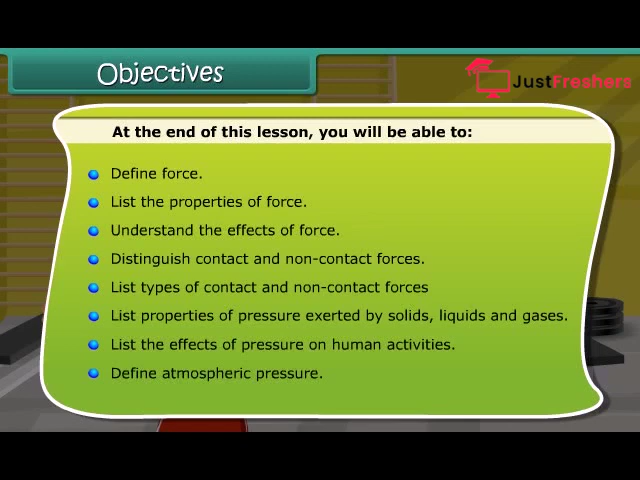 Objectives
JustFreshers
At the end of this lesson, you will be able to:
Define force.
List the properties of force.
Understand the effects of force.
Distinguish contact and non-contact forces.
List types of contact and non-contact forces
List properties of pressure exerted by solids, liquids and gases.
List the effects of pressure on human activities.
Define atmospheric pressure.